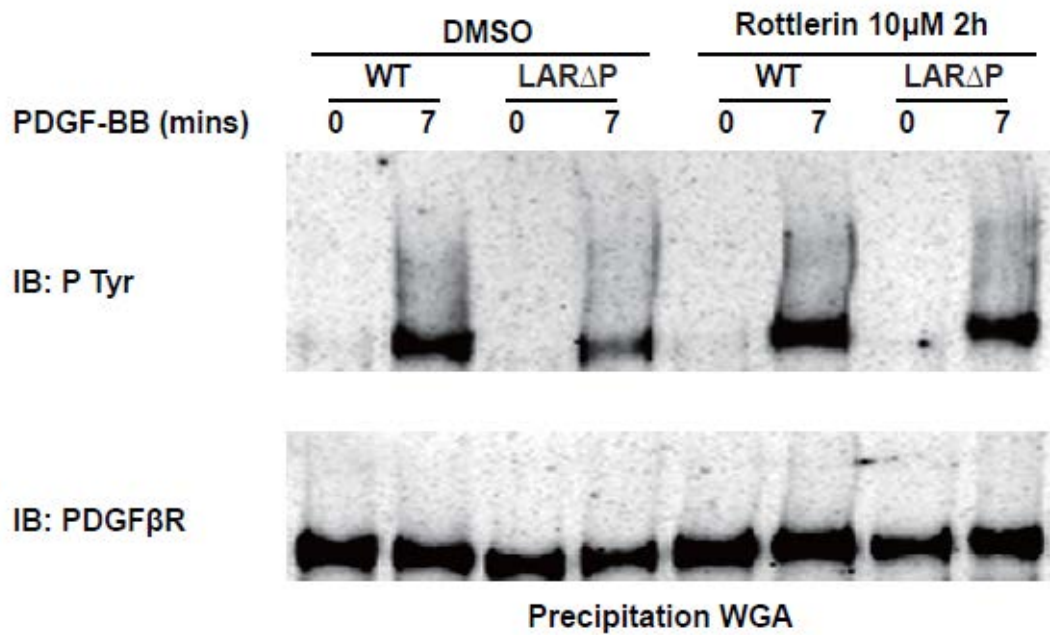 DMSO Rottlerin 10μM 2h
WT LARΔP WT LARΔP
PDGF-BB (mins) 0 7 0 7 0 7 0 7
IB: P Tyr
IB: PDGFβR
Precipitation WGA